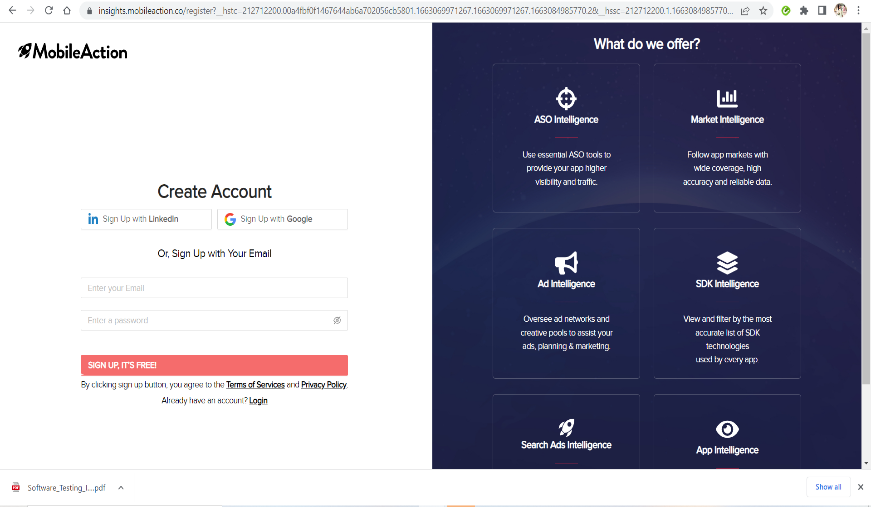 insights.mobileaction.co/register?__hstc=212712200.00a4fbf0f1467644ab6a702056cb5801.1663069971267.1663069971267.1663084985770.2&__hssc=212712200.1.1663084985770...
MobileAction
Create Account
Sign Up with LinkedIn
Sign Up with Google
Or, Sign Up with Your Email
Enter your Email
Enter a password
SIGN UP, IT'S FREE!
By clicking sign up button, you agree to the Terms of Services and Privacy Policy.
Already have an account? Login
What do we offer?
ASO Intelligence
Use essential ASO tools to
provide your app higher
visibility and traffic.
Market Intelligence
Follow app markets with
wide coverage, high
accuracy and reliable data.
Ad Intelligence
Oversee ad networks and
creative pools to assist your
ads, planning & marketing.
SDK Intelligence
View and filter by the most
accurate list of SDK
technologies
used by every app
Search Ads Intelligence
App Intelligence
Software_Testing_I....pdf
Show all